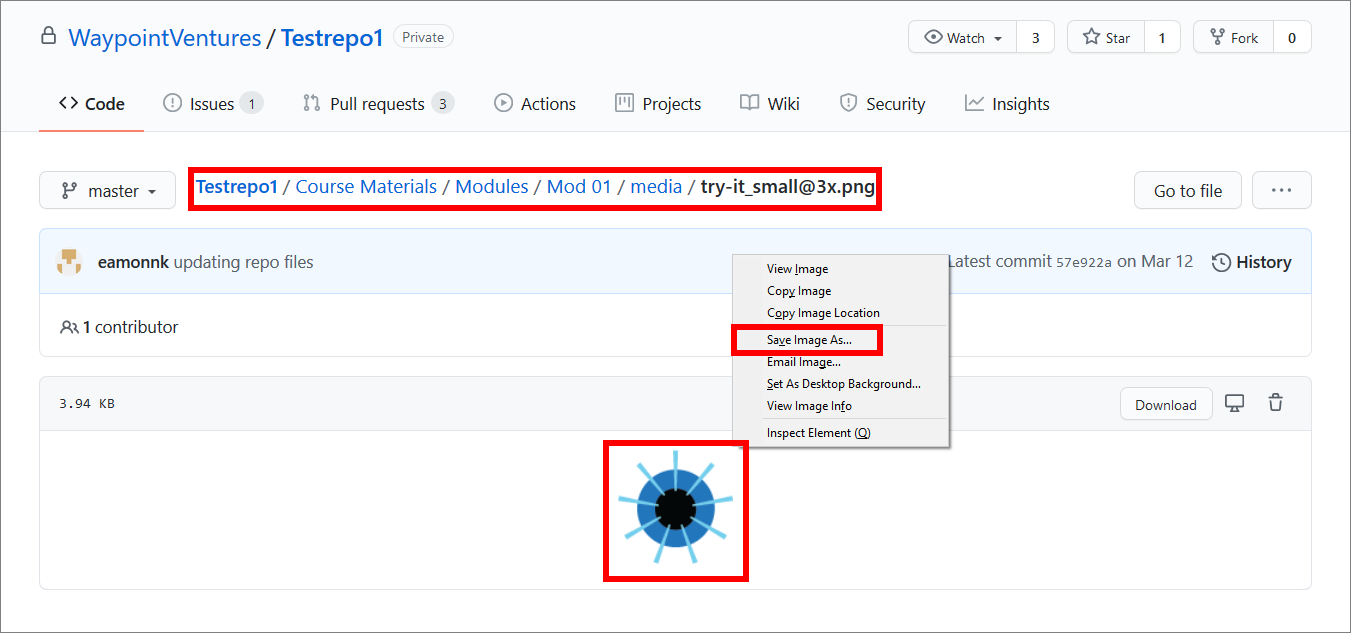 WaypointVentures / Testrepo1 Private Watch 3 Star 1 Fork 0
Code Issues 1 Pull requests 3 Actions Projects Wiki Security Insights
master Testrepo1 / Course Materials / Modules / Mod 01 / media / try-it_small@3x.png Go to file ...
eamonnk updating repo files Latest commit 57e922a on Mar 12 History
1 contributor
View Image
Copy Image
Copy Image Location
Save Image As...
Email Image...
Set As Desktop Background...
View Image Info
Inspect Element (Q)
3.94 KB Download